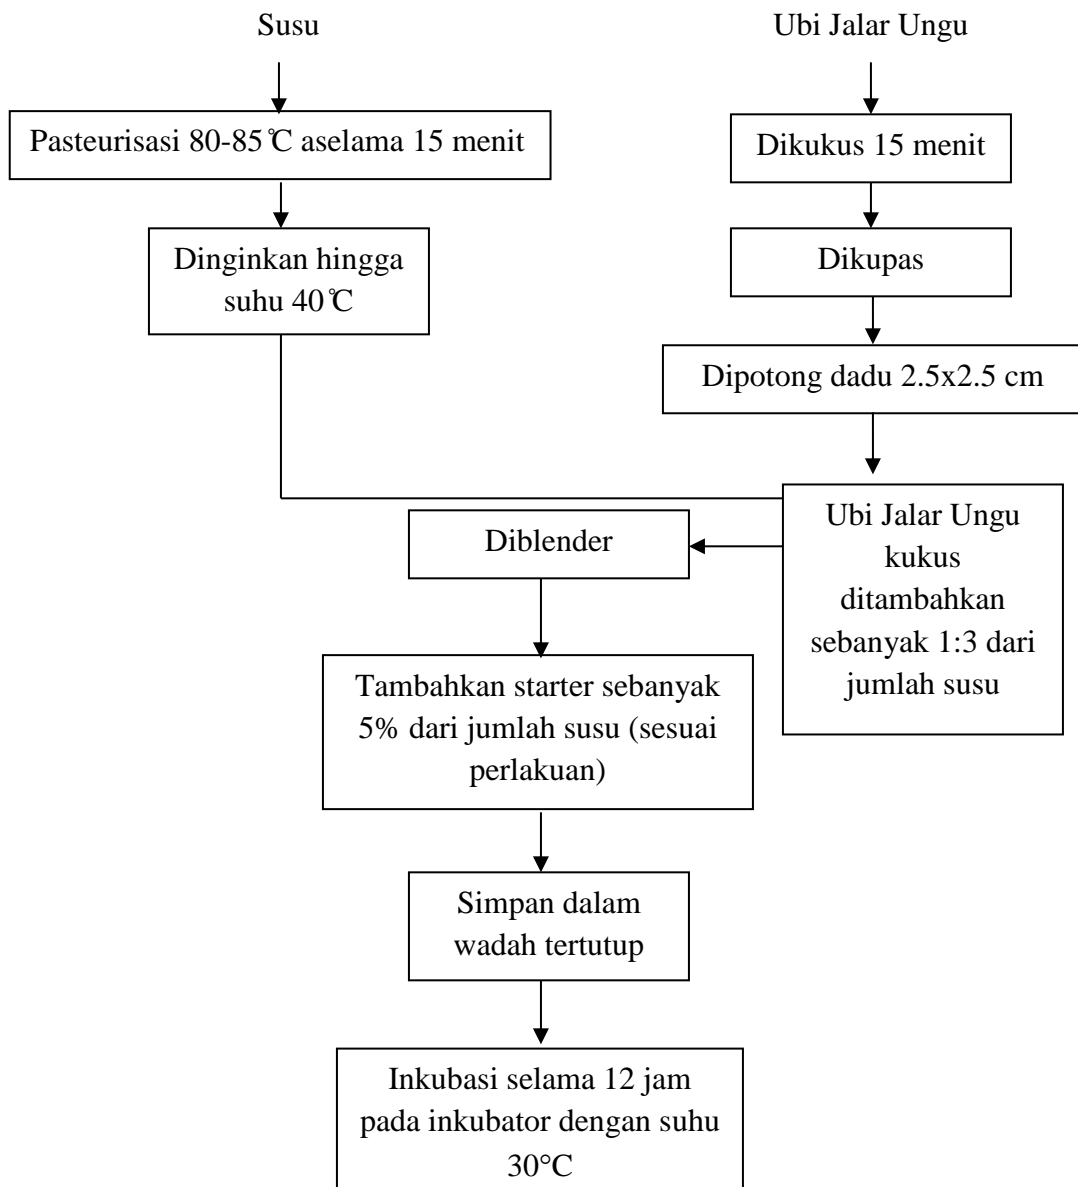 Susu
Ubi Jalar Ungu
Pasteurisasi 80-85℃ aselama 15 menit
Dikukus 15 menit
Dinginkan hingga
suhu 40℃
Dikupas
Dipotong dadu 2.5x2.5 cm
Ubi Jalar Ungu
kukus
ditambahkan
sebanyak 1:3 dari
jumlah susu
Diblender
Tambahkan starter sebanyak
5% dari jumlah susu (sesuai
perlakuan)
Simpan dalam
wadah tertutup
Inkubasi selama 12 jam
pada inkubator dengan suhu
30°C